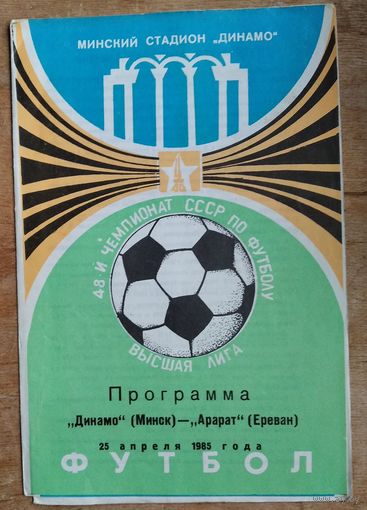 МИНСКИЙ СТАДИОН „ДИНАМО“
48-Й ЧЕМПИОНАТ СССР ПО ФУТБОЛУ
ВЫСШАЯ ЛИГА
Программа
„Динамо“ (Минск)—„Арарат“ (Ереван)
25 апреля 1985 года
ФУТБОЛ